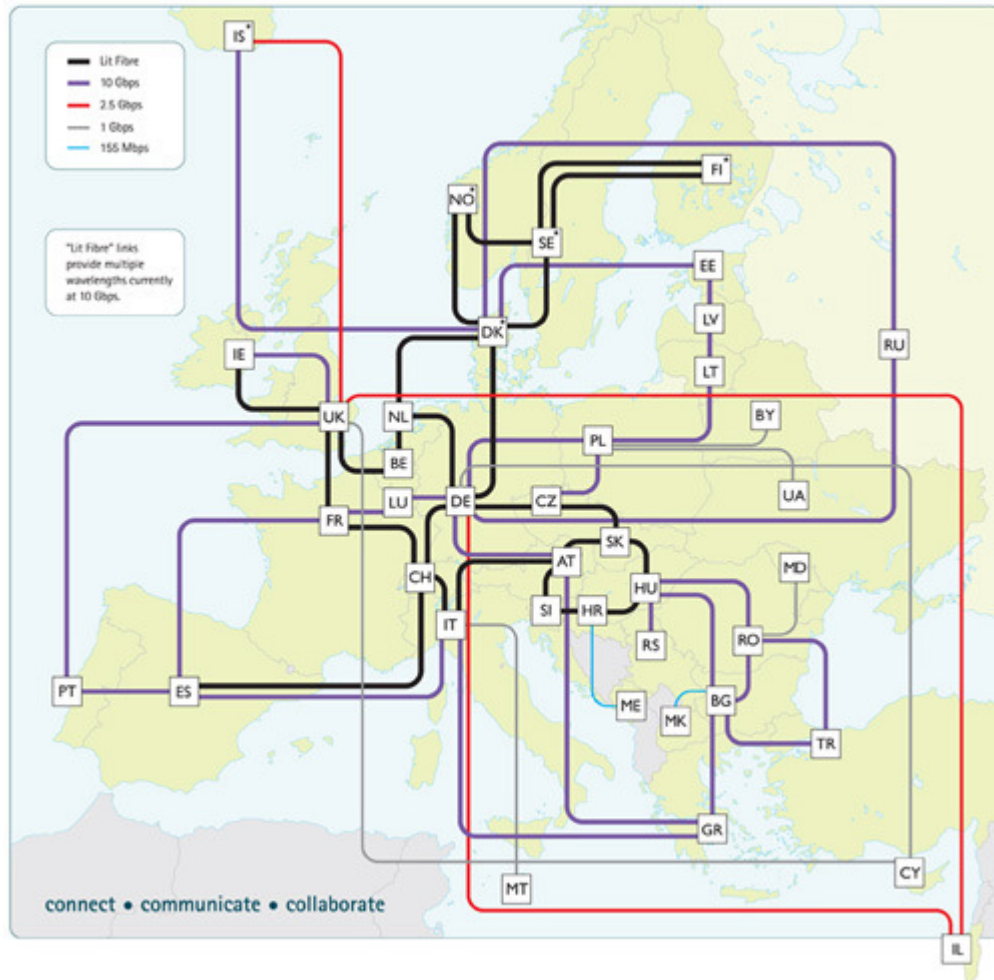 IS*
Lit Fibre
10 Gbps
2.5 Gbps
1 Gbps
155 Mbps
FI*
NO*
SE*
"Lit Fibre" links
provide multiple
wavelengths currently
at 10 Gbps.
EE
LV
DK*
RU
IE
LT
UK
NL
BY
PL
BE
UA
LU
DE
CZ
FR
SK
AT
MD
CH
HU
SI
HR
IT
RO
RS
PT
ES
ME
MK
BG
TR
GR
CY
MT
connect • communicate • collaborate
IL